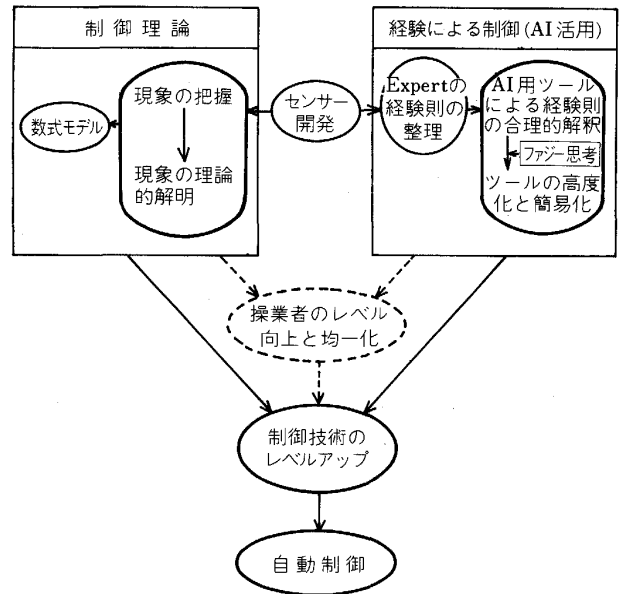 制御理論
数式モデル
現象の把握
現象の理論
的解明
センサー
開発
経験による制御(AI活用)
Expertの
経験則の
整理
AI用ツール
による経験則
の合理的解釈
ファジー思考
ツールの高度
化と簡易化
操業者のレベル
向上と均一化
制御技術の
レベルアップ
自動制御